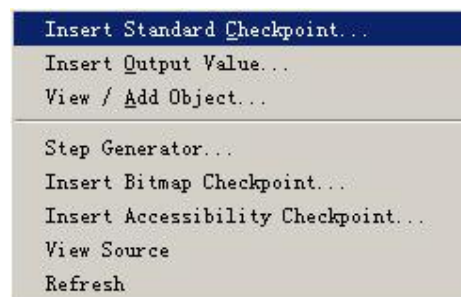 Insert Standard Checkpoint...
Insert Output Value...
View / Add Object...
Step Generator...
Insert Bitmap Checkpoint...
Insert Accessibility Checkpoint...
View Source
Refresh